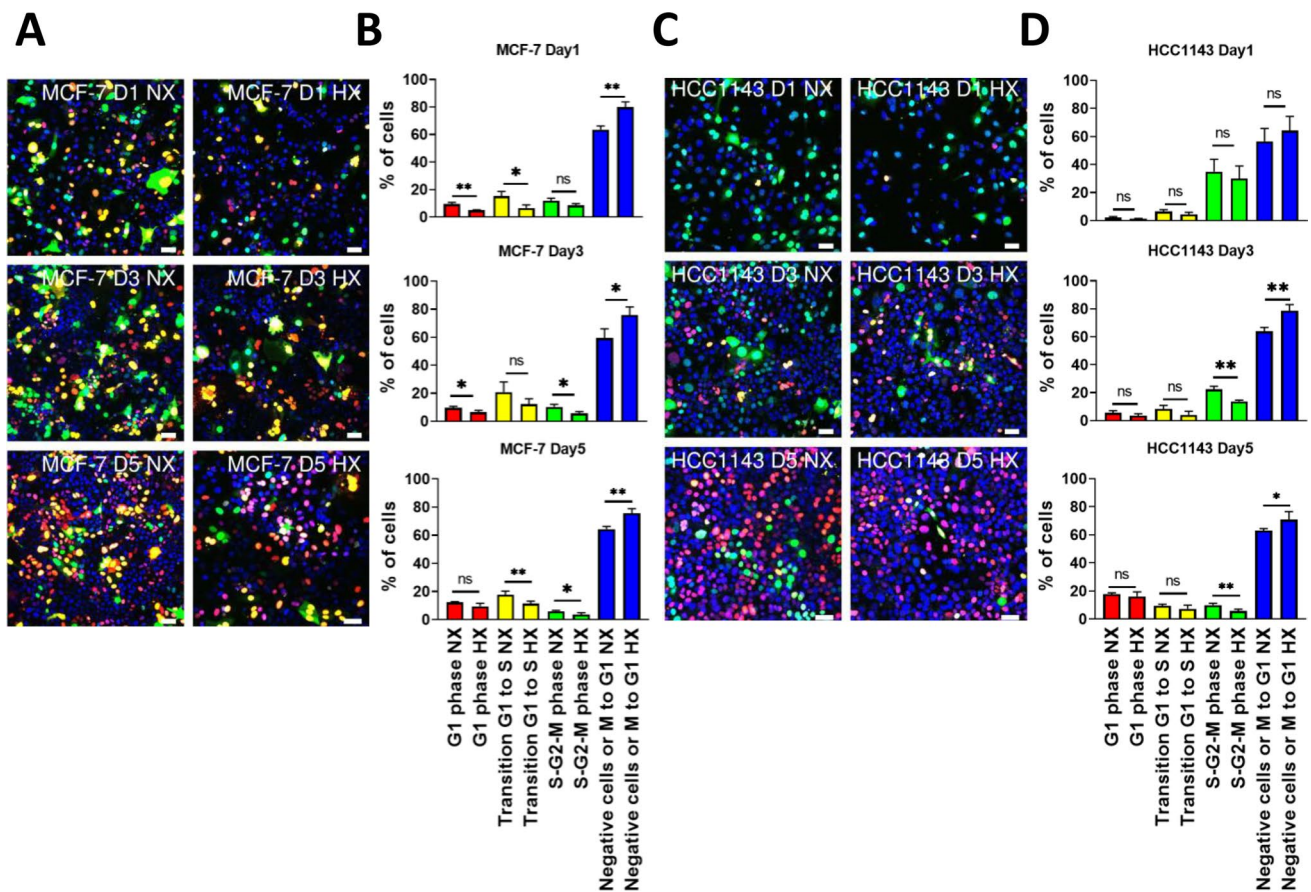 A
B
C
D
MCF-7 D1 NX
MCF-7 D1 HX
MCF-7 D3 NX
MCF-7 D3 HX
MCF-7 D5 NX
MCF-7 D5 HX
MCF-7 Day1
% of cells
100
80
60
40
20
0
**
*
ns
**
MCF-7 Day3
% of cells
100
80
60
40
20
0
*
ns
*
*
MCF-7 Day5
% of cells
100
80
60
40
20
0
ns
**
*
**
G1 phase NX
G1 phase HX
Transition G1 to S NX
Transition G1 to S HX
S-G2-M phase NX
S-G2-M phase HX
Negative cells or M to G1 NX
Negative cells or M to G1 HX
HCC1143 D1 NX
HCC1143 D1 HX
HCC1143 D3 NX
HCC1143 D3 HX
HCC1143 D5 NX
HCC1143 D5 HX
HCC1143 Day1
% of cells
100
80
60
40
20
0
ns
ns
ns
ns
HCC1143 Day3
% of cells
100
80
60
40
20
0
ns
ns
**
**
HCC1143 Day5
% of cells
100
80
60
40
20
0
ns
ns
**
*
G1 phase NX
G1 phase HX
Transition G1 to S NX
Transition G1 to S HX
S-G2-M phase NX
S-G2-M phase HX
Negative cells or M to G1 NX
Negative cells or M to G1 HX